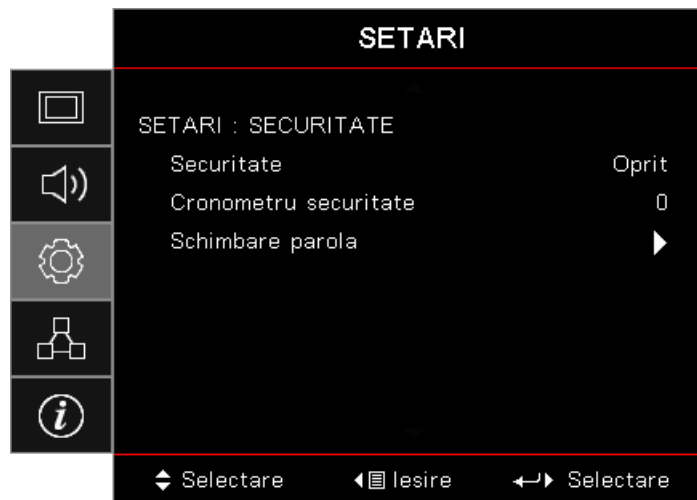 SETARI
SETARI : SECURITATE
Securitate Oprit
Cronometru securitate 0
Schimbare parola
Selectare Iesire Selectare